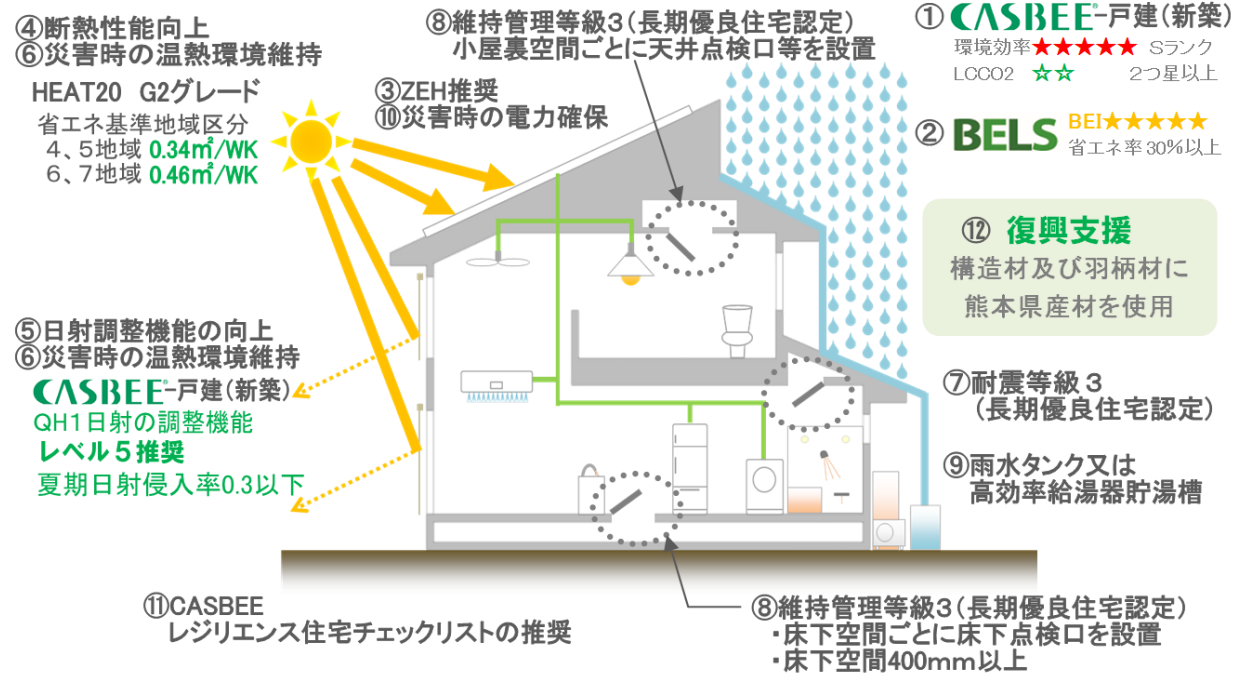 ④断熱性能向上
⑥災害時の温熱環境維持
HEAT20 G2グレード
省エネ基準地域区分
4、5地域 0.34㎡/WK
6、7地域 0.46㎡/WK
⑧維持管理等級3（長期優良住宅認定）
小屋裏空間ごとに天井点検口等を設置
③ZEH推奨
⑩災害時の電力確保
① CASBEE®-戸建（新築）
環境効率★★★★★ Sランク
LCCO2 ☆☆ 2つ星以上
② BELS BEI★★★★★
省エネ率30%以上
⑫ 復興支援
構造材及び羽柄材に
熊本県産材を使用
⑤日射調整機能の向上
⑥災害時の温熱環境維持
CASBEE®-戸建（新築）
QH1日射の調整機能
レベル5推奨
夏期日射侵入率0.3以下
⑦耐震等級3
（長期優良住宅認定）
⑨雨水タンク又は
高効率給湯器貯湯槽
⑪CASBEE
レジリエンス住宅チェックリストの推奨
⑧維持管理等級3（長期優良住宅認定）
・床下空間ごとに床下点検口を設置
・床下空間400mm以上